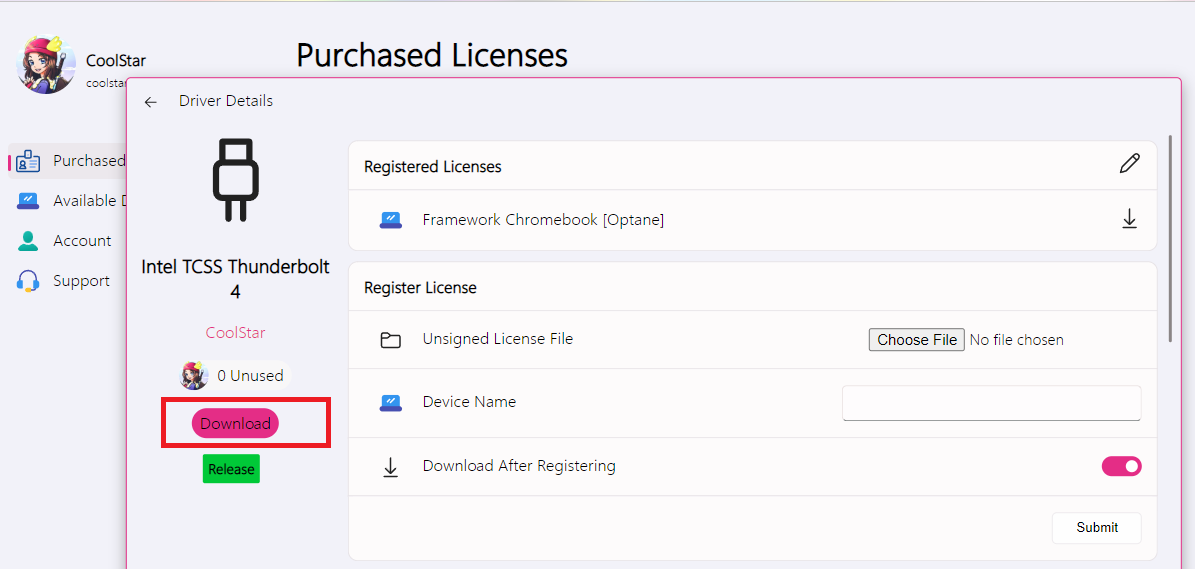 CoolStar
Purchased Licenses
coolstar
Driver Details
Purchased
Available
Account
Support
Intel TCSS Thunderbolt
4
CoolStar
0 Unused
Download
Release
Registered Licenses
Framework Chromebook [Optane]
Register License
Unsigned License File
Choose File No file chosen
Device Name
Download After Registering
Submit